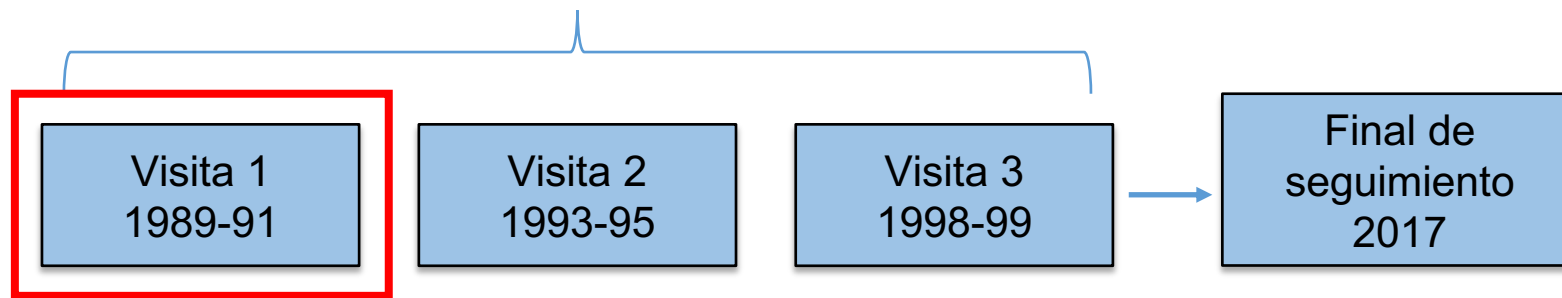 Visita 1
1989-91
Visita 2
1993-95
Visita 3
1998-99
Final de
seguimiento
2017